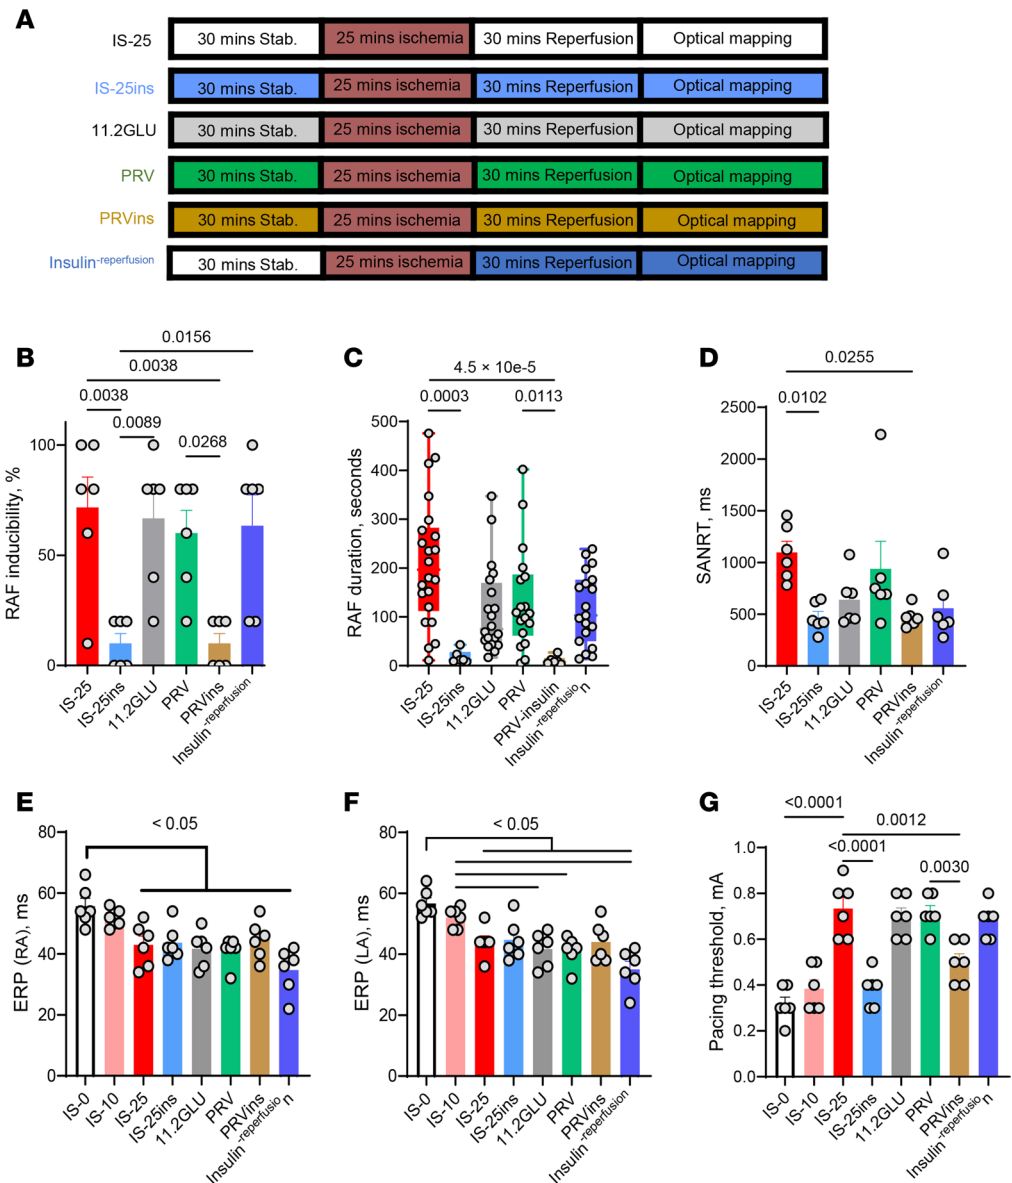 A
IS-25
30 mins Stab.
25 mins ischemia
30 mins Reperfusion
Optical mapping
IS-25ins
30 mins Stab.
25 mins ischemia
30 mins Reperfusion
Optical mapping
11.2GLU
30 mins Stab.
25 mins ischemia
30 mins Reperfusion
Optical mapping
PRV
30 mins Stab.
25 mins ischemia
30 mins Reperfusion
Optical mapping
PRVins
30 mins Stab.
25 mins ischemia
30 mins Reperfusion
Optical mapping
Insulin-reperfusion
30 mins Stab.
25 mins ischemia
30 mins Reperfusion
Optical mapping
B
0.0156
0.0038
0.0038
0.0089
0.0268
RAF inducibility, %
100
50
0
IS-25
IS-25ins
11.2GLU
PRV
PRVins
Insulin-reperfusion
C
4.5 × 10e-5
0.0003
0.0113
RAF duration, seconds
500
400
300
200
100
0
IS-25
IS-25ins
11.2GLU
PRV
PRV-insulin
Insulin-reperfusion
D
0.0255
0.0102
SANRT, ms
2500
2000
1500
1000
500
0
IS-25
IS-25ins
11.2GLU
PRV
PRVins
Insulin-reperfusion
E
< 0.05
ERP (RA), ms
80
60
40
20
0
IS-0
IS-10
IS-25
IS-25ins
11.2GLU
PRV
PRVins
Insulin-reperfusion
F
< 0.05
ERP (LA), ms
80
60
40
20
0
IS-0
IS-10
IS-25
IS-25ins
11.2GLU
PRV
PRVins
Insulin-reperfusion
G
<0.0001
0.0012
<0.0001
0.0030
Pacing threshold, mA
1.0
0.8
0.6
0.4
0.2
0.0
IS-0
IS-10
IS-25
IS-25ins
11.2GLU
PRV
PRVins
Insulin-reperfusion